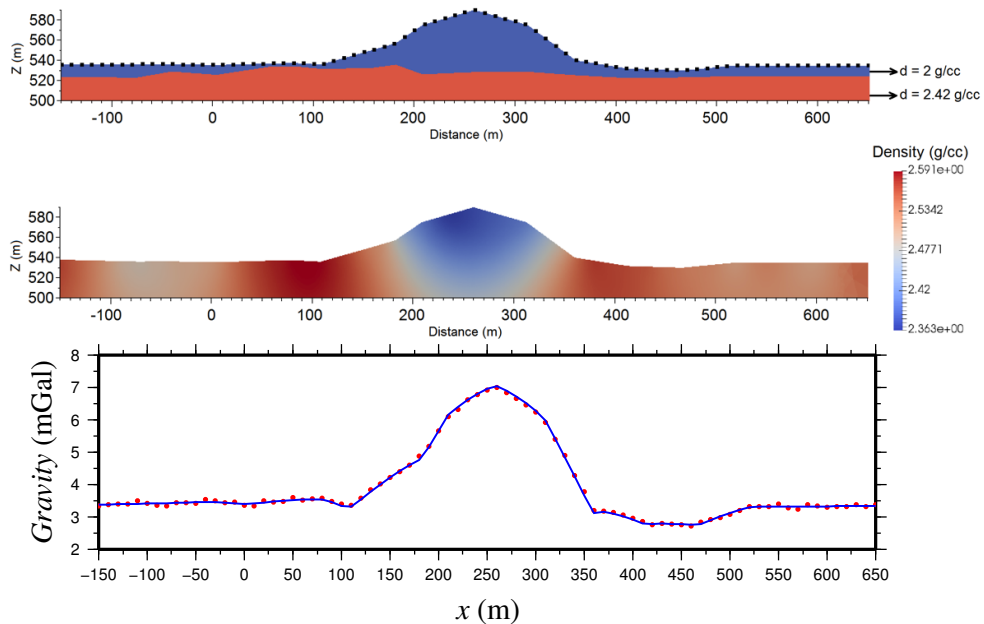 580
560
540
520
500
Z (m)
d = 2 g/cc
d = 2.42 g/cc
-100 0 100 200 300 400 500 600
Distance (m)
Density (g/cc)
2.591e+00
2.5342
2.4771
2.42
2.363e+00
580
560
540
520
500
Z (m)
-100 0 100 200 300 400 500 600
Distance (m)
8
7
6
5
4
3
2
Gravity (mGal)
−150 −100 −50 0 50 100 150 200 250 300 350 400 450 500 550 600 650
x (m)